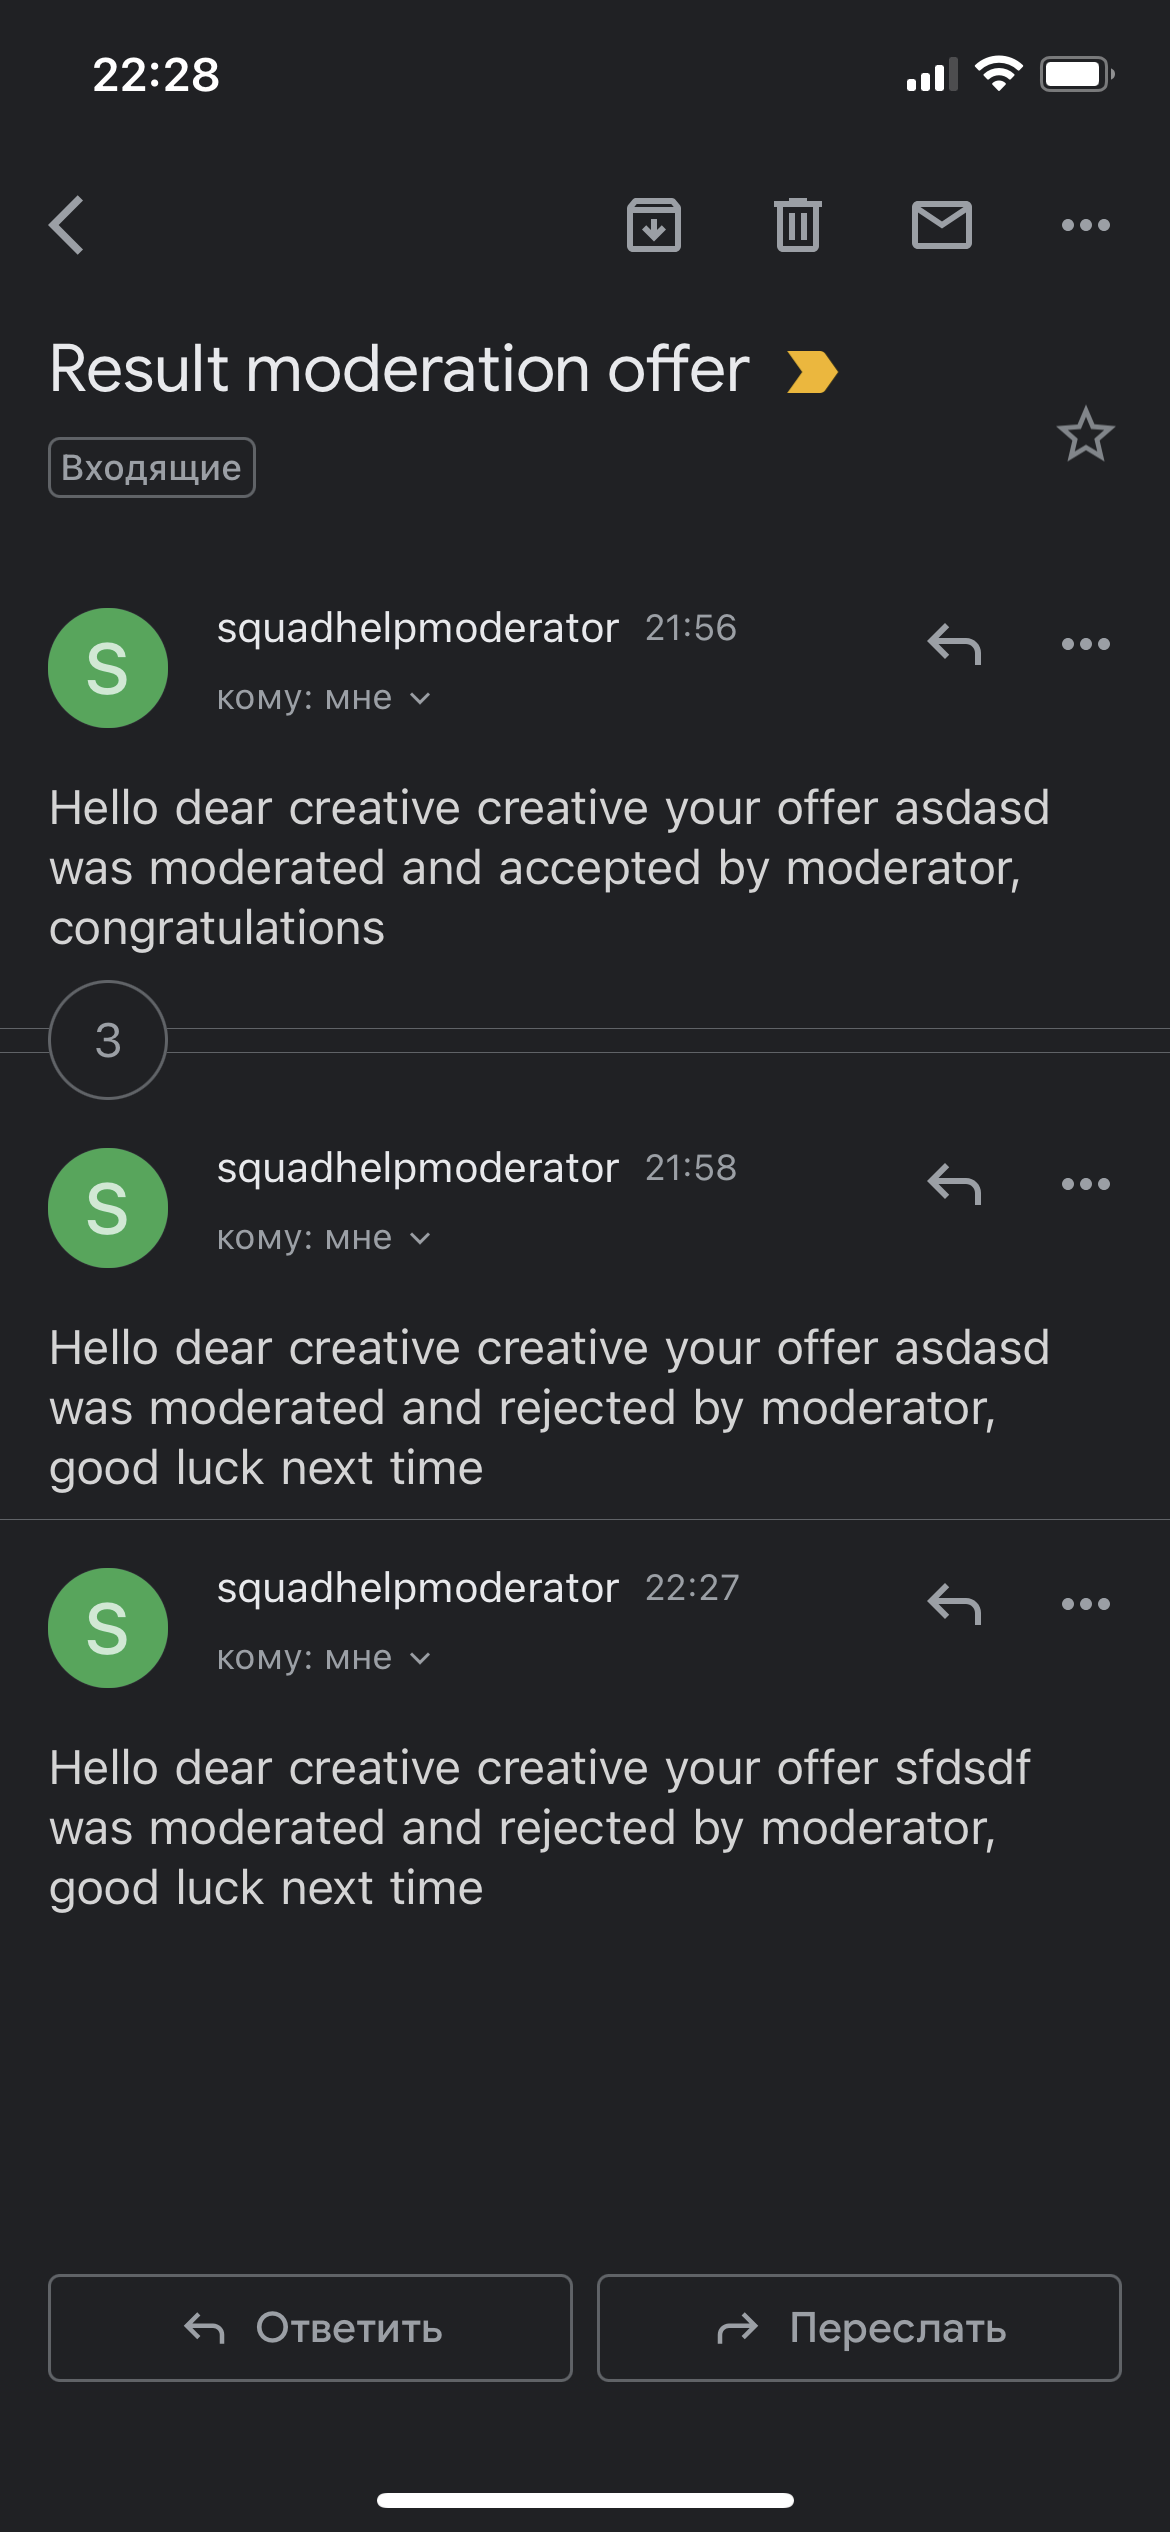 22:28
Result moderation offer
Входящие
S
squadhelpmoderator 21:56
кому: мне
Hello dear creative creative your offer asdasd
was moderated and accepted by moderator,
congratulations
3
S
squadhelpmoderator 21:58
кому: мне
Hello dear creative creative your offer asdasd
was moderated and rejected by moderator,
good luck next time
S
squadhelpmoderator 22:27
кому: мне
Hello dear creative creative your offer sfdsdf
was moderated and rejected by moderator,
good luck next time
Ответить
Переслать